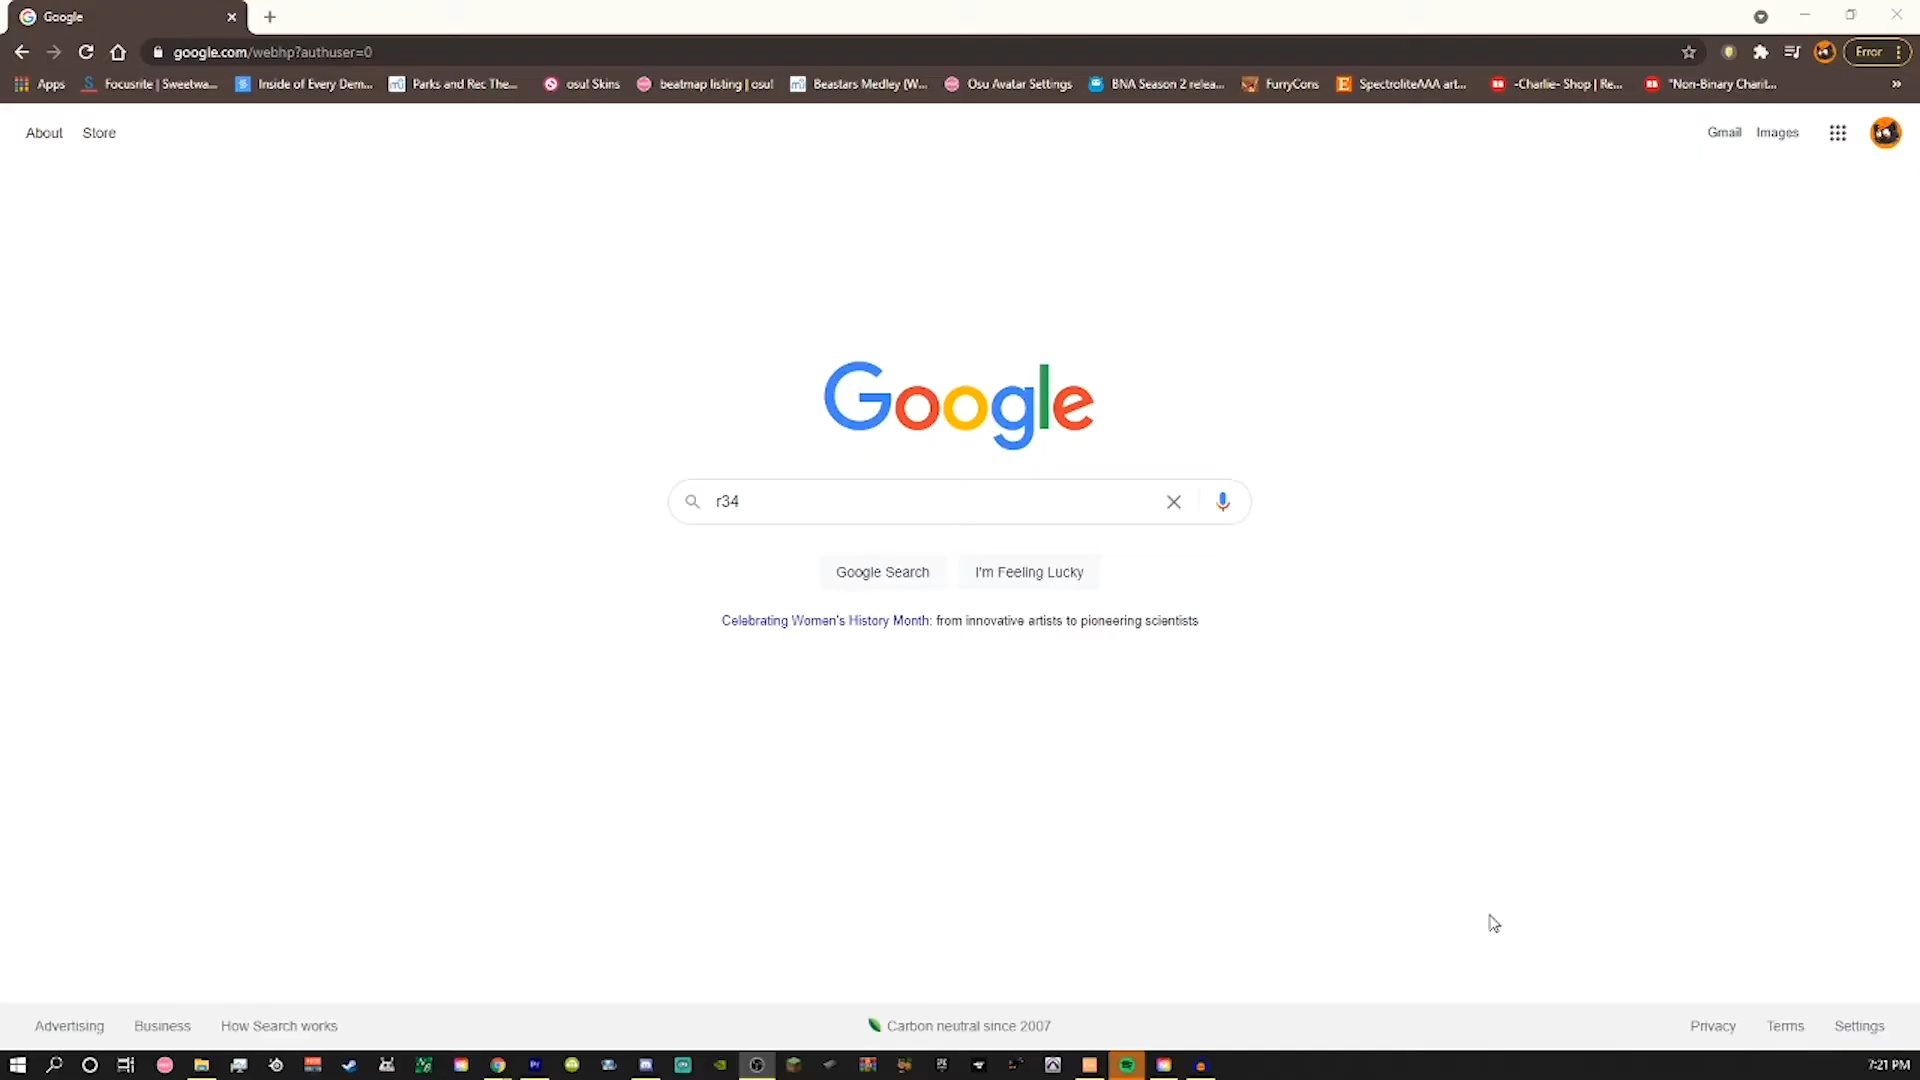 Google
google.com/webhp?authuser=0
Error
Apps
Focusrite | Sweetwa...
Inside of Every Dem...
Parks and Rec The...
osu! Skins
beatmap listing | osu!
Beastars Medley (W...
Osu Avatar Settings
BNA Season 2 relea...
FurryCons
SpectroliteAAA art...
-Charlie- Shop | Re...
"Non-Binary Charit...
About
Store
Gmail
Images
Google
r34
Google Search
I'm Feeling Lucky
Celebrating Women's History Month: from innovative artists to pioneering scientists
Advertising
Business
How Search works
Carbon neutral since 2007
Privacy
Terms
Settings
Pr
7:21 PM